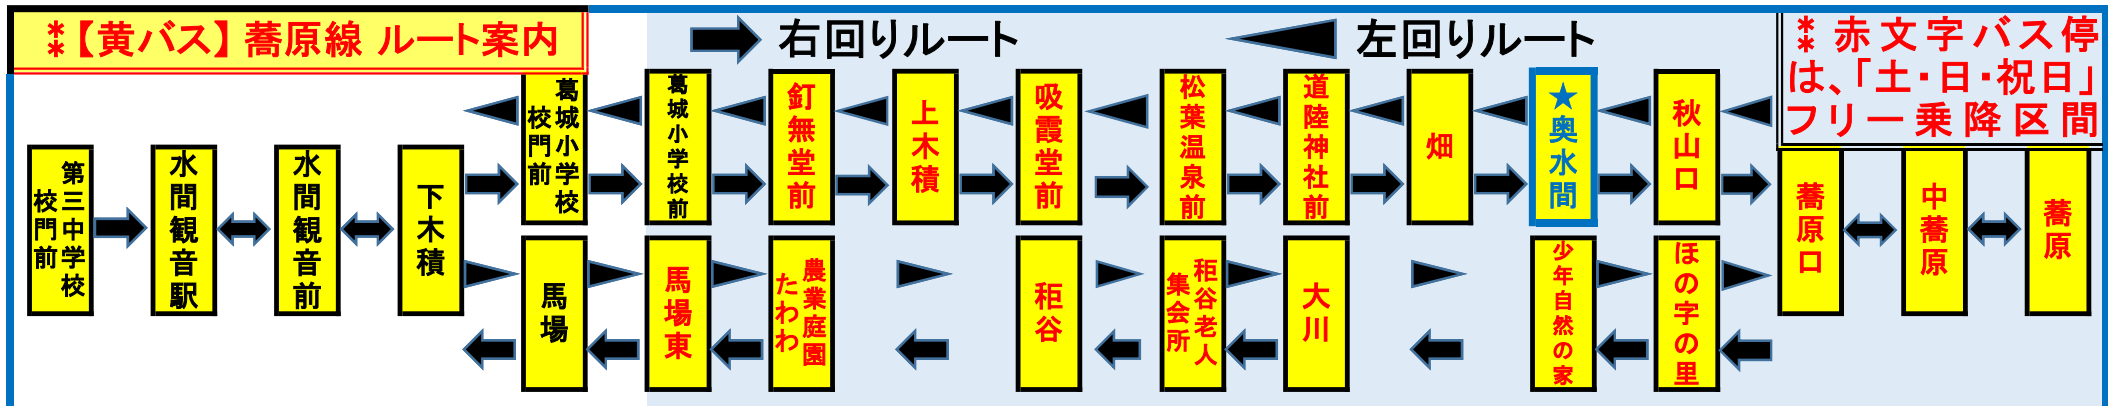 ⁑【黄バス】蕎原線 ルート案内
右回りルート
左回りルート
⁑ 赤文字バス停
は、「土・日・祝日」
フリー乗降区間
第三中学校
校門前
水間観音駅
水間観音前
下木積
葛城小学校
校門前
葛城小学校前
釘無堂前
上木積
吸霞堂前
松葉温泉前
道陸神社前
畑
★奥水間
秋山口
蕎原口
中蕎原
蕎原
馬場
馬場東
農業庭園
たわわ
秬谷
秬谷老人
集会所
大川
少年自然の家
ほの字の里